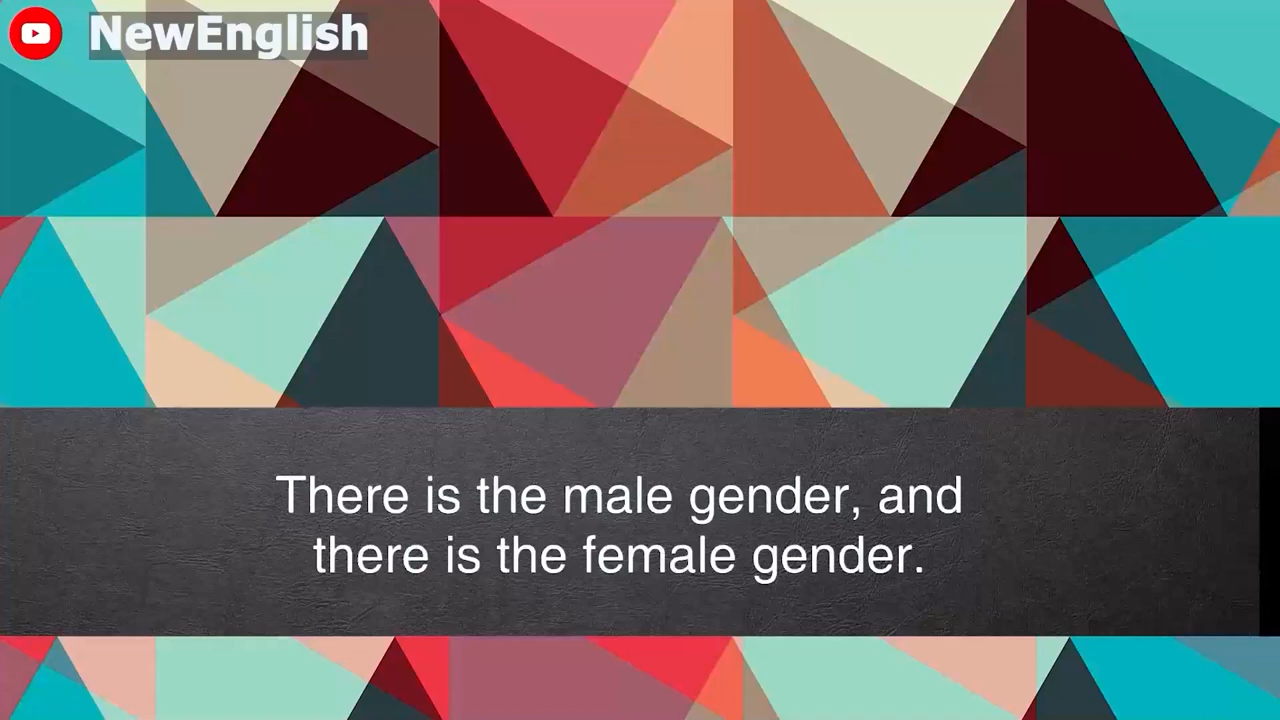 NewEnglish
There is the male gender, and
there is the female gender.